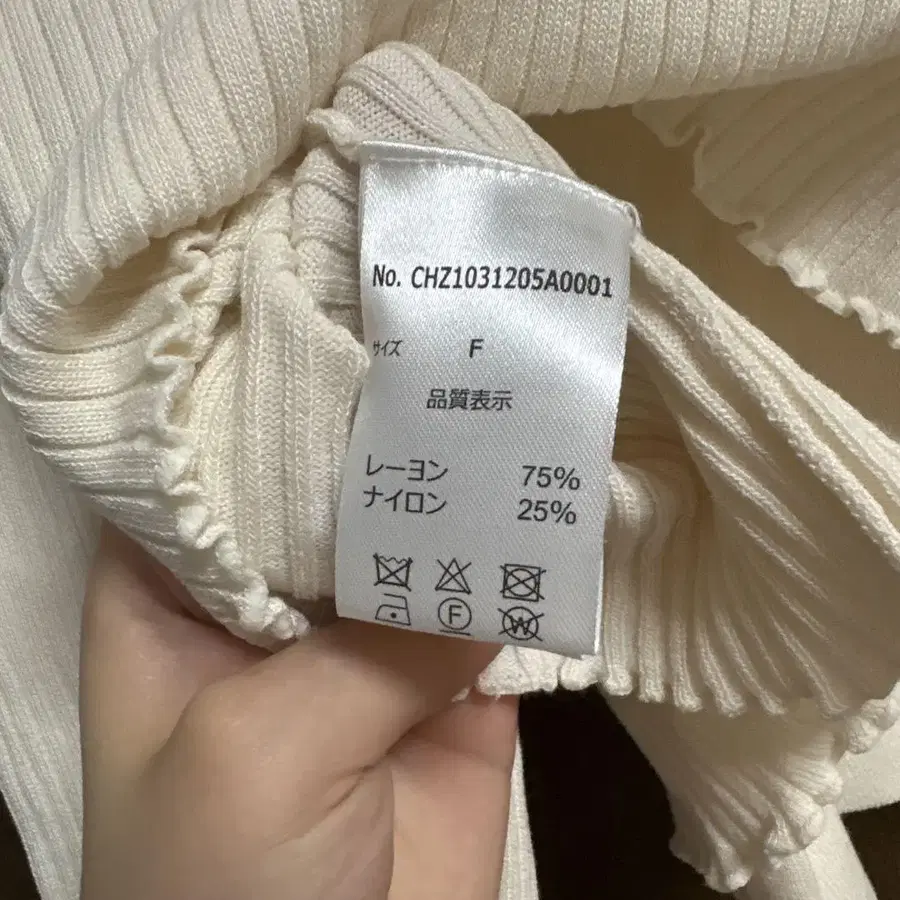 No. CHZ1031205A0001
サイズ F
品質表示
レーヨン 75%
ナイロン 25%
F W